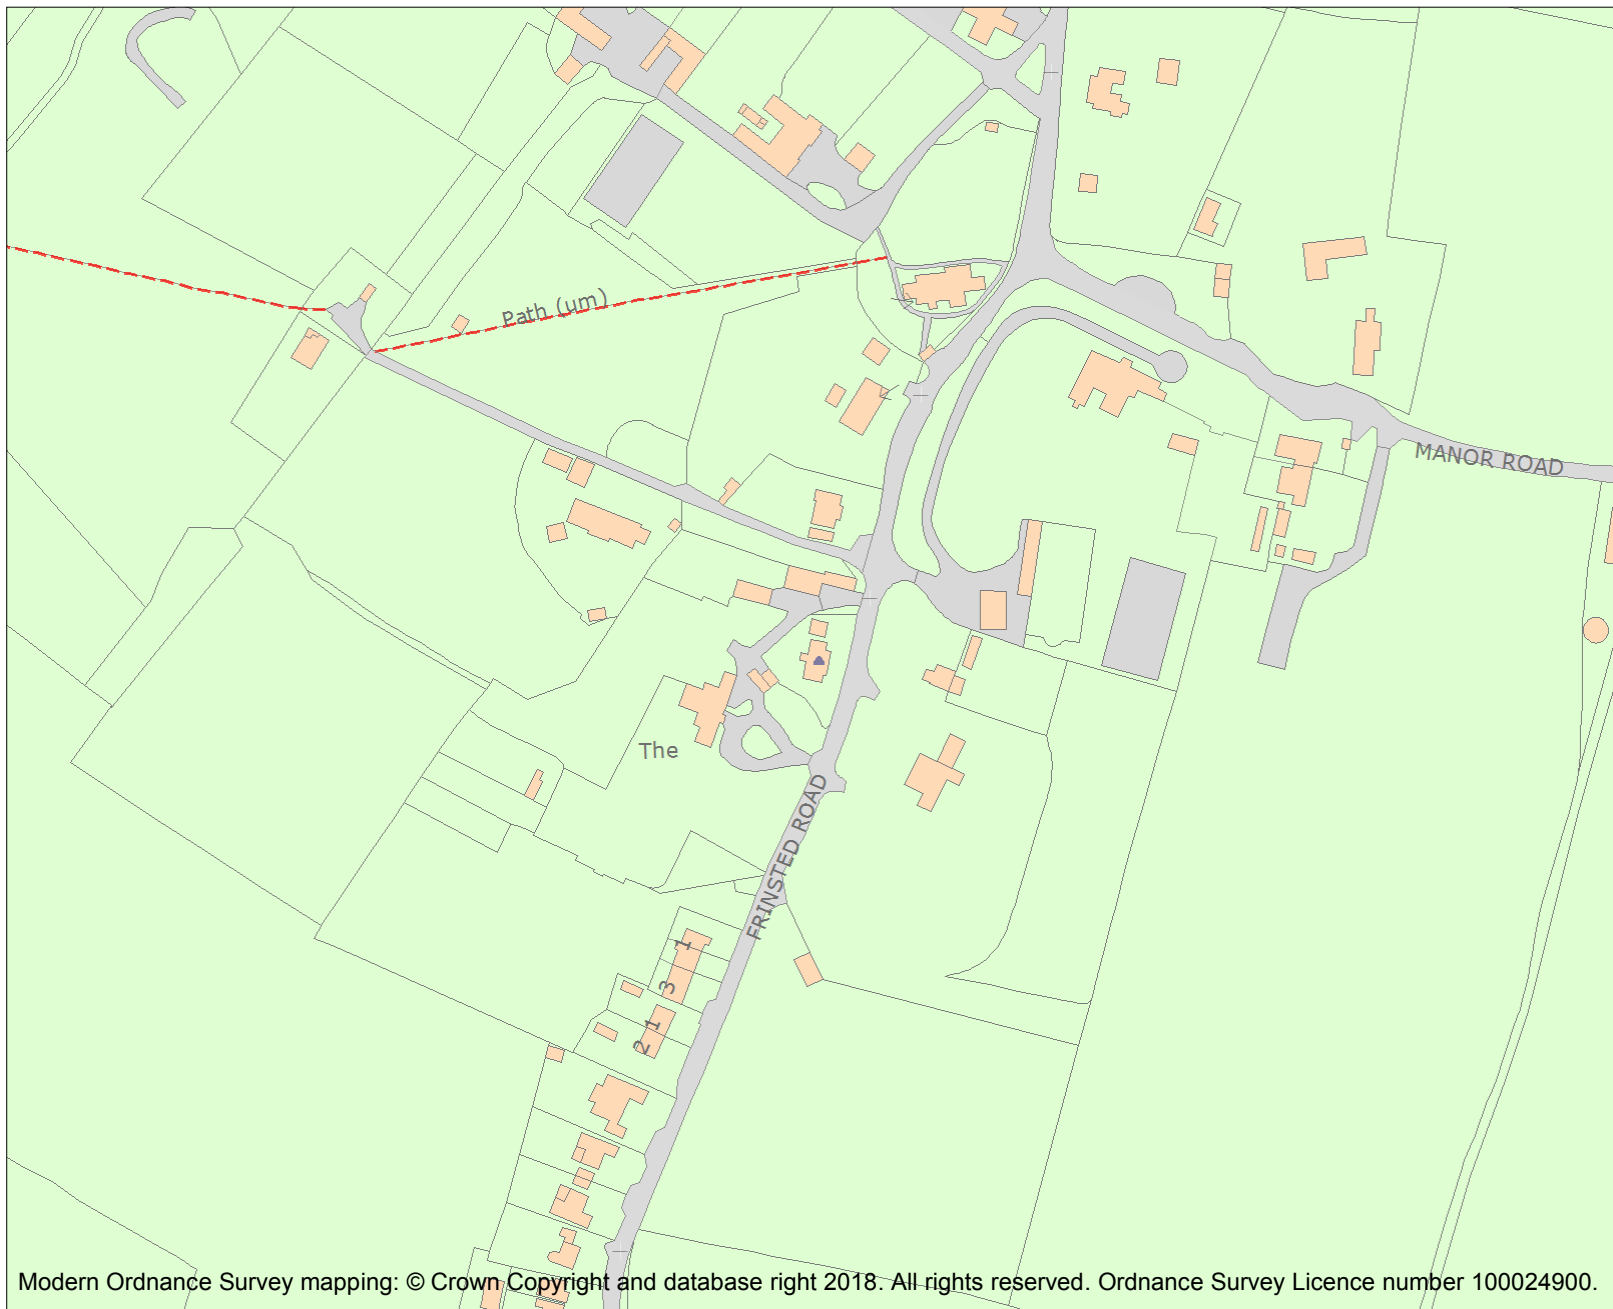 Path (um)
MANOR ROAD
The
FRINSTED ROAD
1
3
1
2
Modern Ordnance Survey mapping: © Crown Copyright and database right 2018. All rights reserved. Ordnance Survey Licence number 100024900.